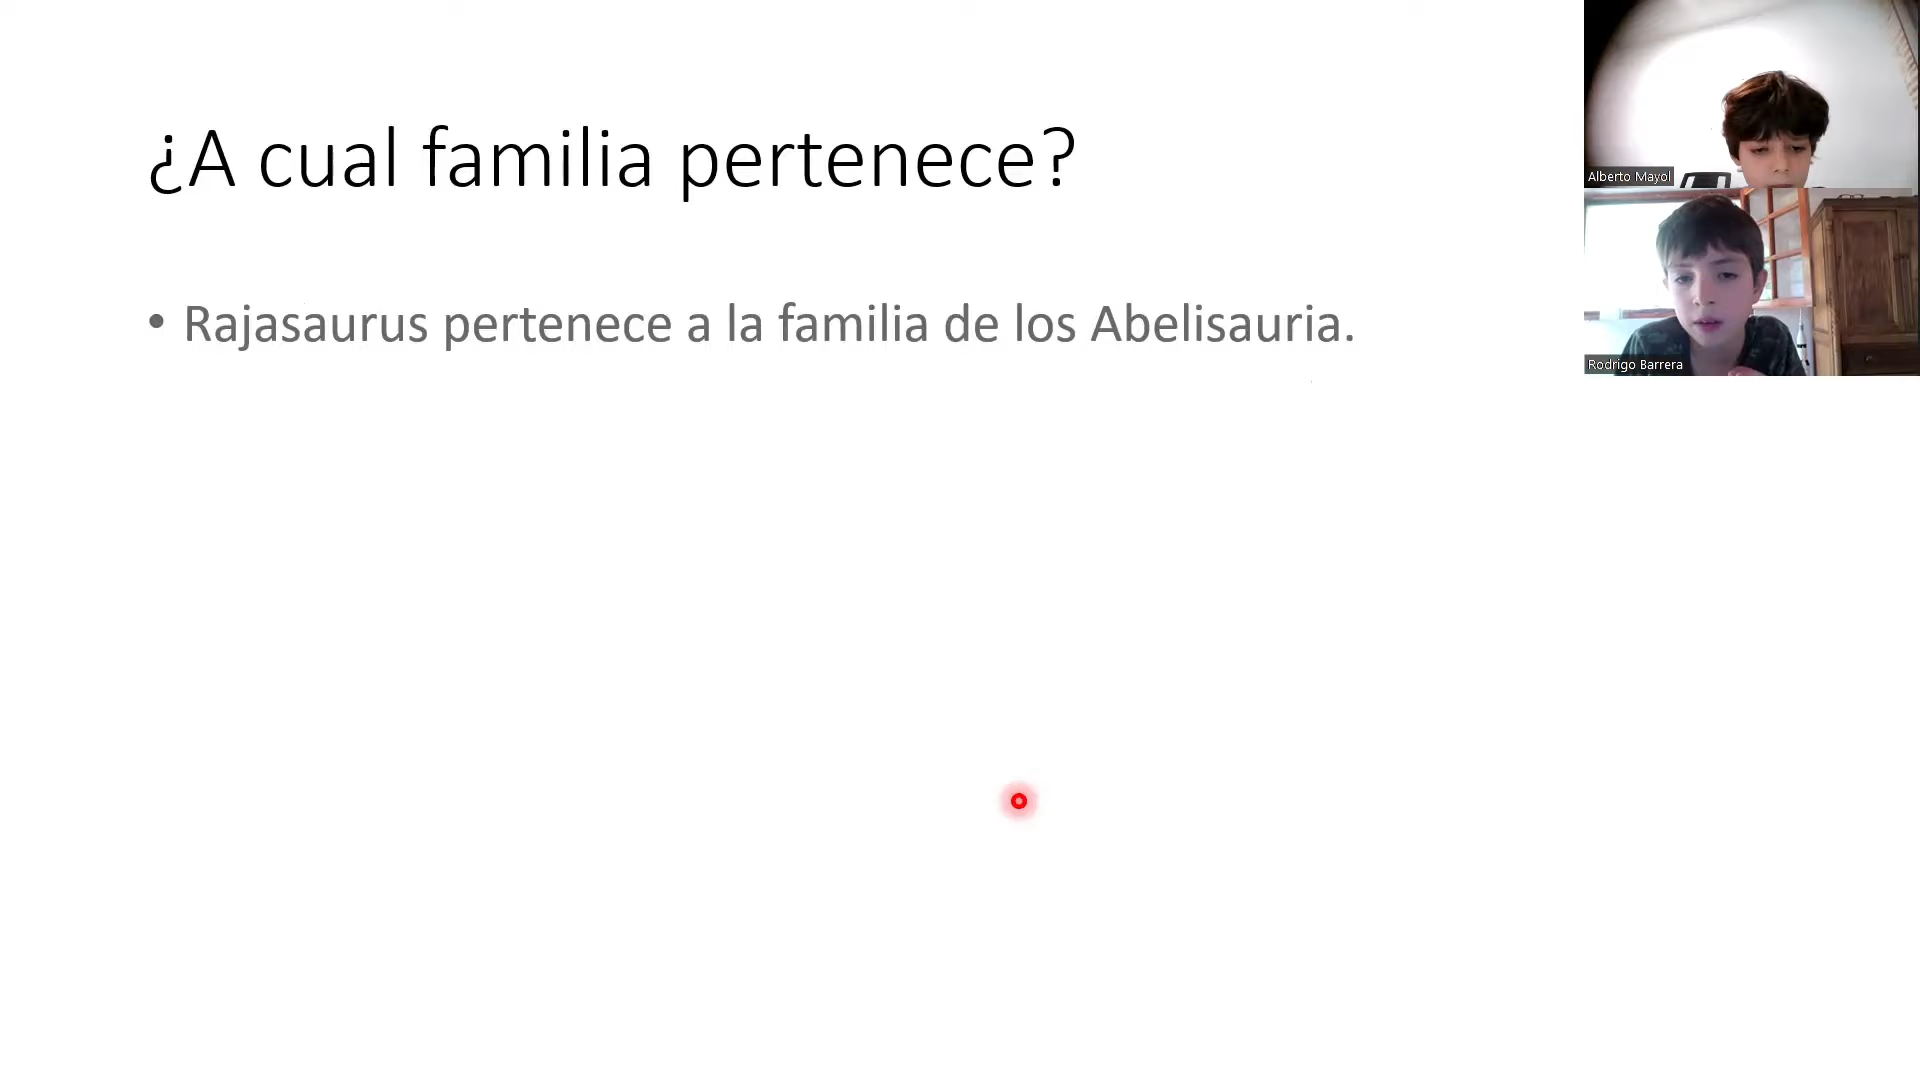 ¿A cual familia pertenece?
• Rajasaurus pertenece a la familia de los Abelisauria.
Alberto Mayol
Rodrigo Barrera